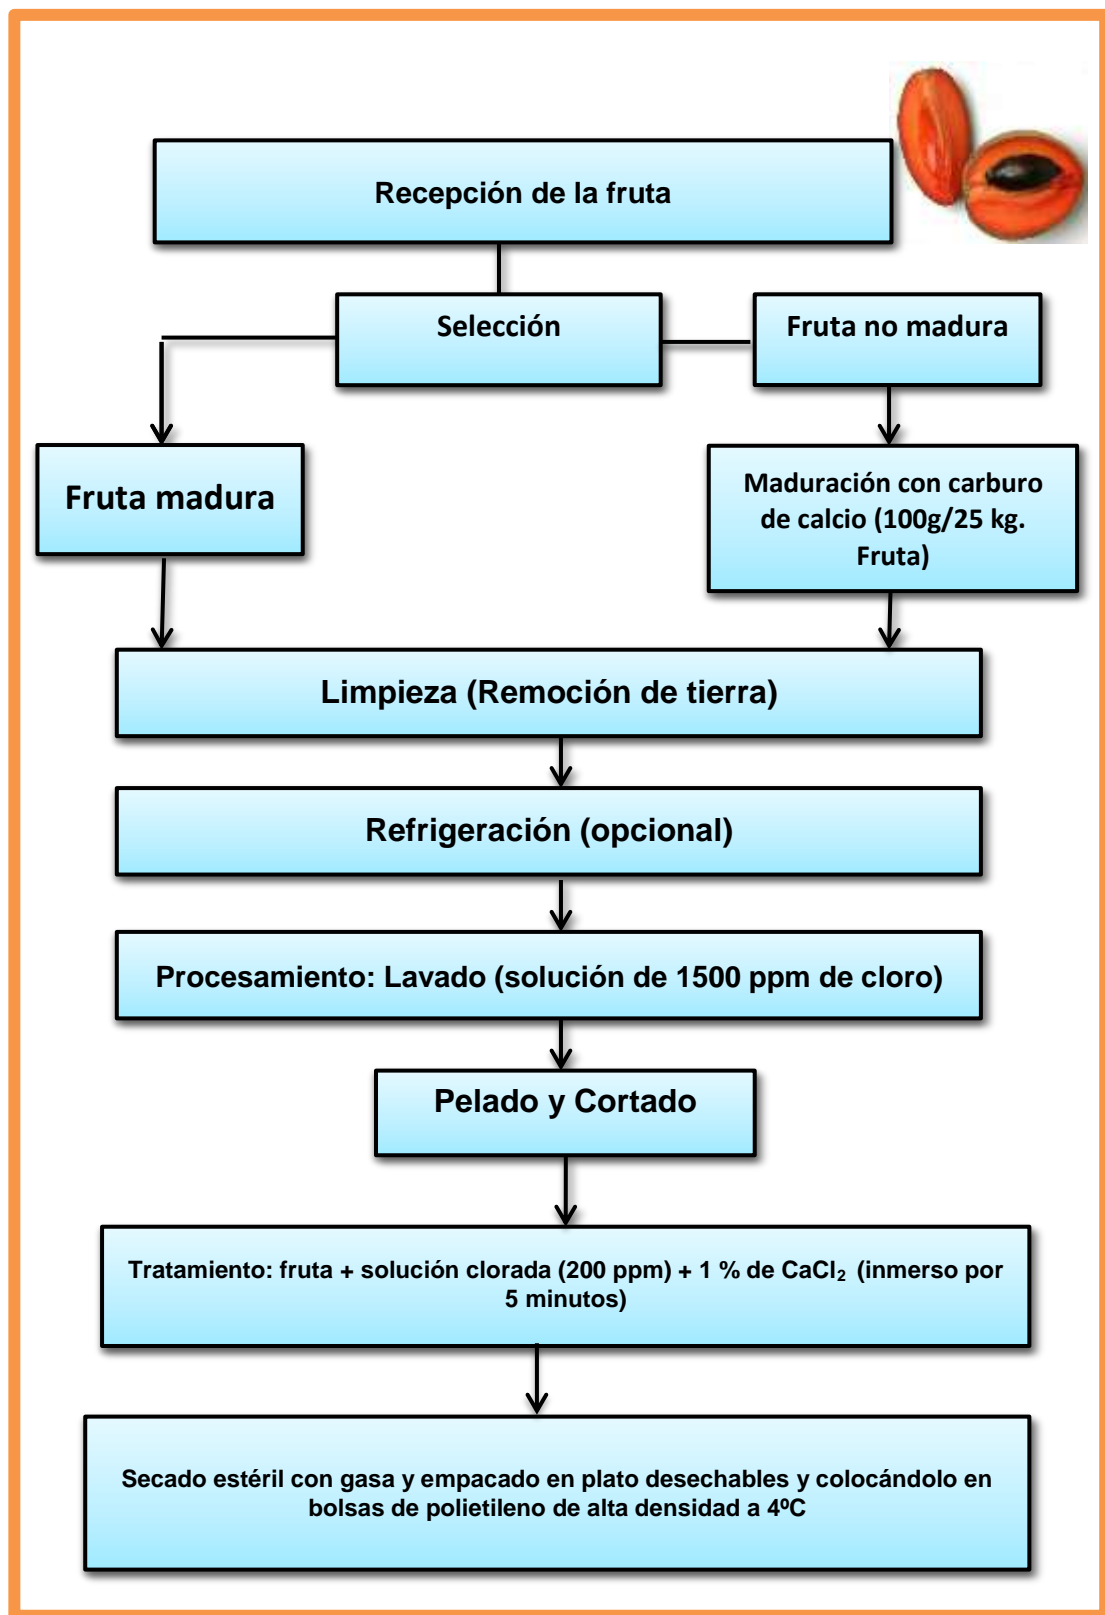 Recepción de la fruta
Selección
Fruta no madura
Fruta madura
Maduración con carburo
de calcio (100g/25 kg.
Fruta)
Limpieza (Remoción de tierra)
Refrigeración (opcional)
Procesamiento: Lavado (solución de 1500 ppm de cloro)
Pelado y Cortado
Tratamiento: fruta + solución clorada (200 ppm) + 1 % de CaCl₂ (inmerso por
5 minutos)
Secado estéril con gasa y empacado en plato desechables y colocándolo en
bolsas de polietileno de alta densidad a 4ºC